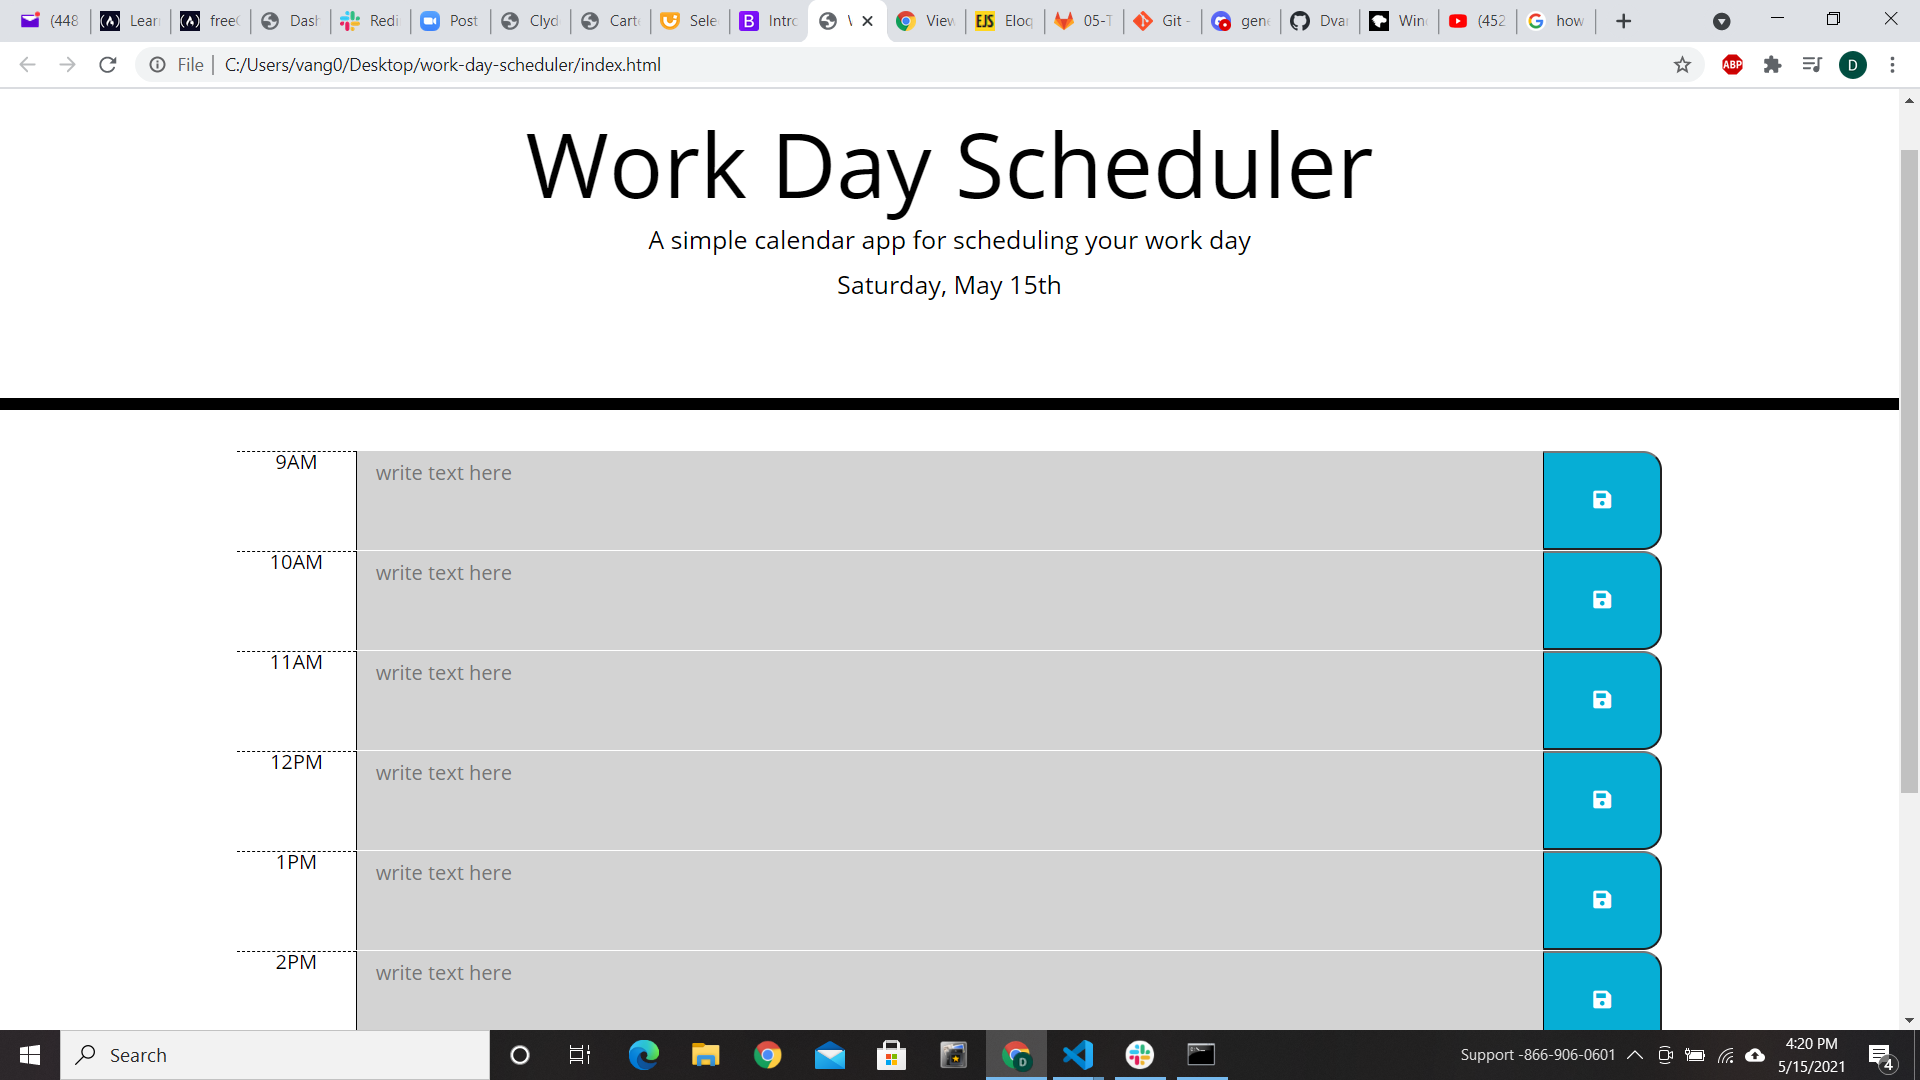 (448 Lear free Dash Redi Post Clyd Cart Sele Intro View Eloq 05-T Git - gene Dvar Win (452 how
File | C:/Users/vang0/Desktop/work-day-scheduler/index.html ABP D
Work Day Scheduler
A simple calendar app for scheduling your work day
Saturday, May 15th
9AM write text here
10AM write text here
11AM write text here
12PM write text here
1PM write text here
2PM write text here
Search Support -866-906-0601 4:20 PM
5/15/2021 4